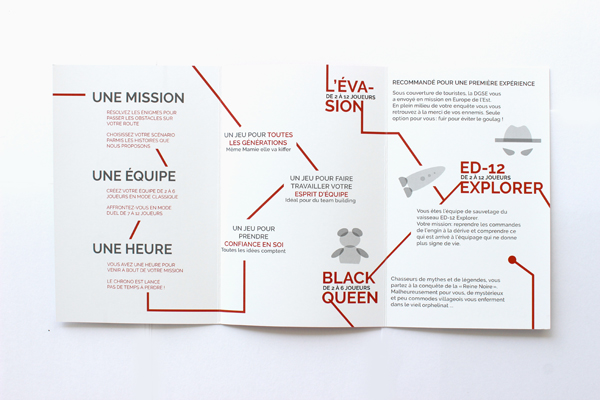 UNE MISSION
RÉSOLVEZ LES ÉNIGMES POUR
PASSER LES OBSTACLES SUR
VOTRE ROUTE
CHOISISSEZ VOTRE SCÉNARIO
PARMIS LES HISTOIRES QUE
NOUS PROPOSONS
UNE ÉQUIPE
CRÉEZ VOTRE ÉQUIPE DE 2 À 6
JOUEURS EN MODE CLASSIQUE
AFFRONTEZ VOUS EN MODE
DUEL DE 7 À 12 JOUEURS
UNE HEURE
VOUS AVEZ UNE HEURE POUR
VENIR A BOUT DE VOTRE MISSION
LE CHRONO EST LANCÉ
PAS DE TEMPS À PERDRE !
UN JEU POUR TOUTES
LES GÉNÉRATIONS
Même Mamie elle va kiffer
UN JEU POUR FAIRE
TRAVAILLER VOTRE
ESPRIT D'ÉQUIPE
Idéal pour du team building
UN JEU POUR
PRENDRE
CONFIANCE EN SOI
Toutes les idées comptent
L'ÉVA-
DE 2 À 12 JOUEURS
SION
RECOMMANDÉ POUR UNE PREMIÈRE EXPÉRIENCE
Sous couverture de touristes, la DGSE vous
a envoyé en mission en Europe de l'Est.
En plein milieu de votre enquête vous vous
retrouvez à la merci de vos ennemis. Seule
option pour vous : fuir pour éviter le goulag !
ED-12
DE 2 À 12 JOUEURS
EXPLORER
Vous êtes l'équipe de sauvetage du
vaisseau ED-12 Explorer.
Votre mission: reprendre les commandes
de l'engin à la dérive et comprendre ce
qui est arrivé à l'équipage qui ne donne
plus signe de vie.
BLACK
DE 2 À 6 JOUEURS
QUEEN
Chasseurs de mythes et de légendes, vous
partez à la conquête de la « Reine Noire».
Malheureusement pour vous, de mystérieux
et peu commodes villageois vous enferment
dans le vieil orphelinat ...